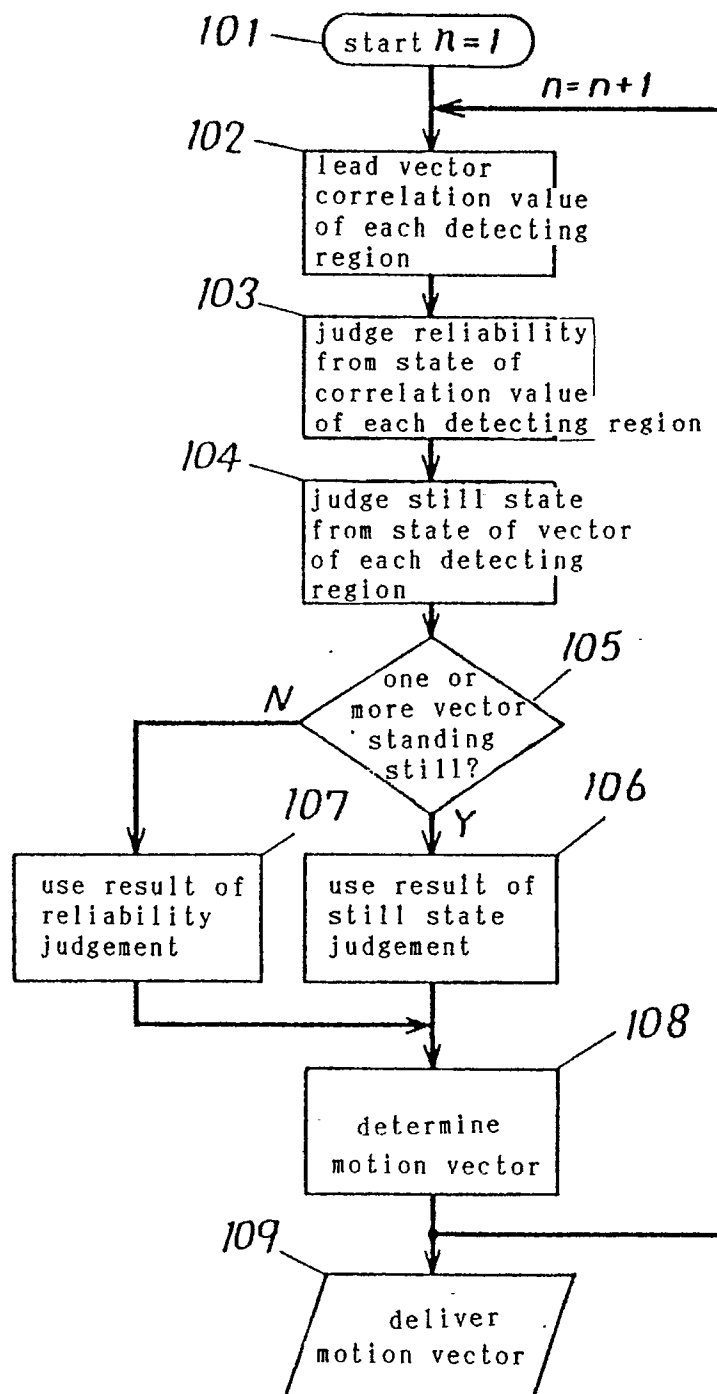 101
start n=1
n=n+1
102
lead vector
correlation value
of each detecting
region
103
judge reliability
from state of
correlation value
of each detecting region
104
judge still state
from state of vector
of each detecting
region
105
one or
more vector
standing
still?
N
Y
107
use result of
reliability
judgement
106
use result of
still state
judgement
108
determine
motion vector
109
deliver
motion vector